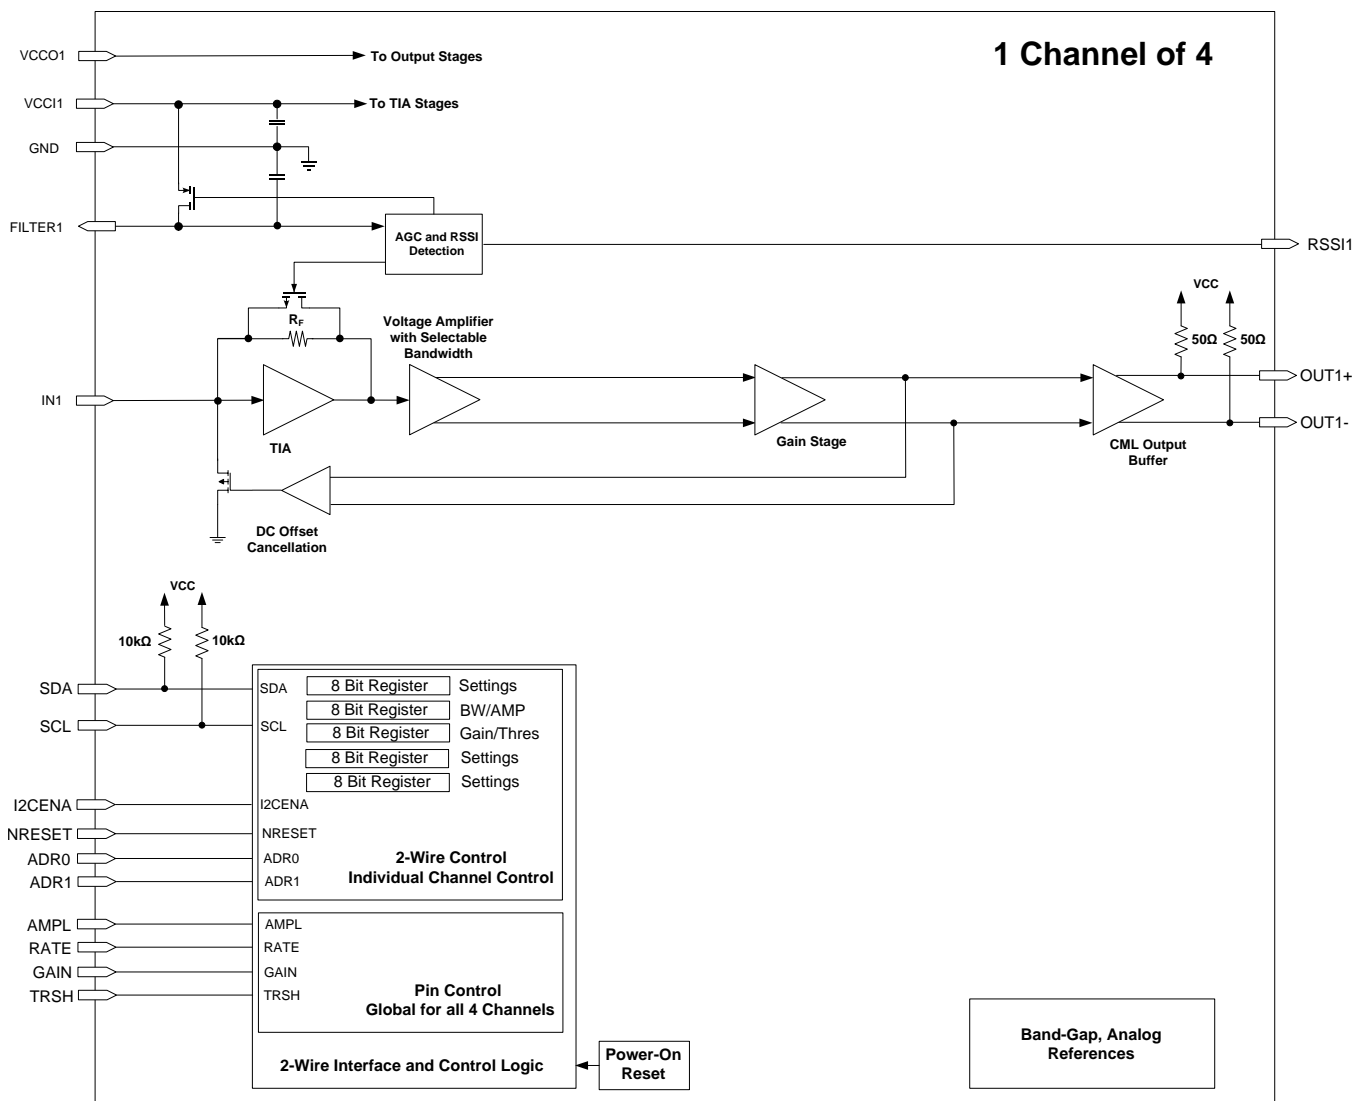 1 Channel of 4
VCCO1
To Output Stages
VCCI1
To TIA Stages
GND
FILTER1
AGC and RSSI
Detection
RSSI1
RF
Voltage Amplifier
with Selectable
Bandwidth
VCC
50Ω
50Ω
IN1
TIA
Gain Stage
CML Output
Buffer
OUT1+
OUT1-
DC Offset
Cancellation
VCC
10kΩ
10kΩ
SDA
SCL
I2CENA
NRESET
ADR0
ADR1
AMPL
RATE
GAIN
TRSH
SDA
8 Bit Register
Settings
8 Bit Register
BW/AMP
SCL
8 Bit Register
Gain/Thres
8 Bit Register
Settings
8 Bit Register
Settings
I2CENA
NRESET
ADR0
ADR1
2-Wire Control
Individual Channel Control
AMPL
RATE
GAIN
TRSH
Pin Control
Global for all 4 Channels
2-Wire Interface and Control Logic
Power-On
Reset
Band-Gap, Analog
References